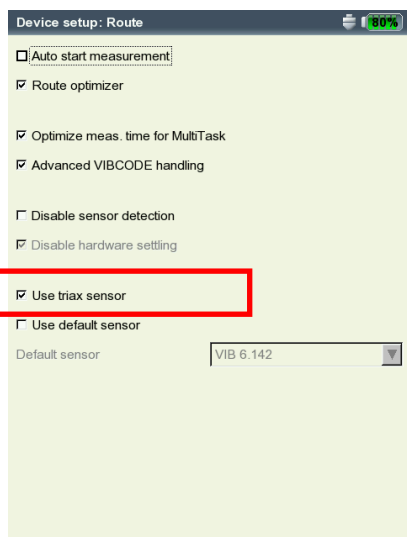 Device setup: Route
80%
Auto start measurement
Route optimizer
Optimize meas. time for MultiTask
Advanced VIBCODE handling
Disable sensor detection
Disable hardware settling
Use triax sensor
Use default sensor
Default sensor VIB 6.142